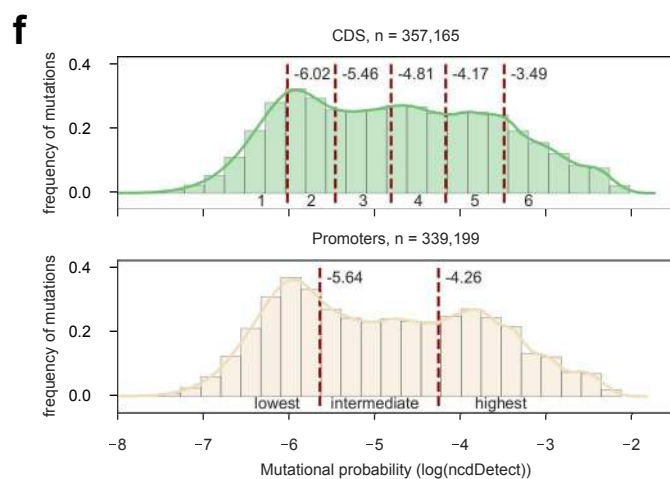 f
CDS, n = 357,165
frequency of mutations
0.4
0.2
0.0
-6.02
-5.46
-4.81
-4.17
-3.49
1 2 3 4 5 6
Promoters, n = 339,199
frequency of mutations
0.4
0.2
0.0
-5.64
-4.26
lowest intermediate highest
−8 −7 −6 −5 −4 −3 −2
Mutational probability (log(ncdDetect))